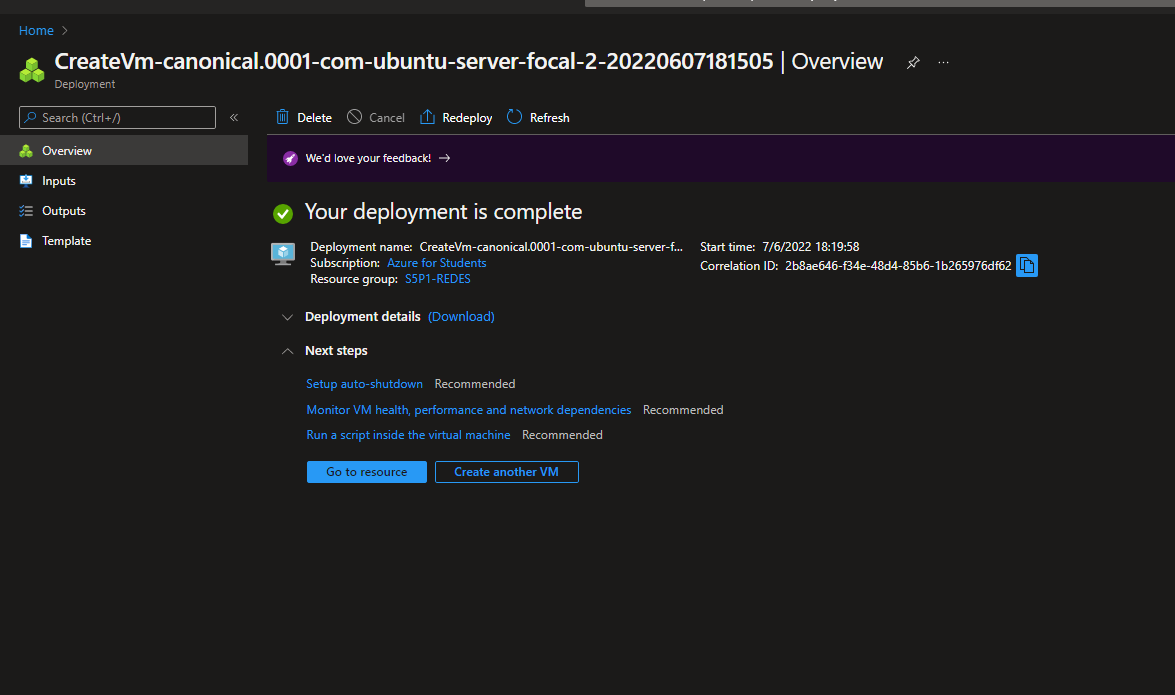 Home
CreateVm-canonical.0001-com-ubuntu-server-focal-2-20220607181505 | Overview
Deployment
Search (Ctrl+/)
Delete
Cancel
Redeploy
Refresh
Overview
Inputs
Outputs
Template
We'd love your feedback!
Your deployment is complete
Deployment name: CreateVm-canonical.0001-com-ubuntu-server-f...
Subscription: Azure for Students
Resource group: S5P1-REDES
Start time: 7/6/2022 18:19:58
Correlation ID: 2b8ae646-f34e-48d4-85b6-1b265976df62
Deployment details (Download)
Next steps
Setup auto-shutdown Recommended
Monitor VM health, performance and network dependencies Recommended
Run a script inside the virtual machine Recommended
Go to resource
Create another VM